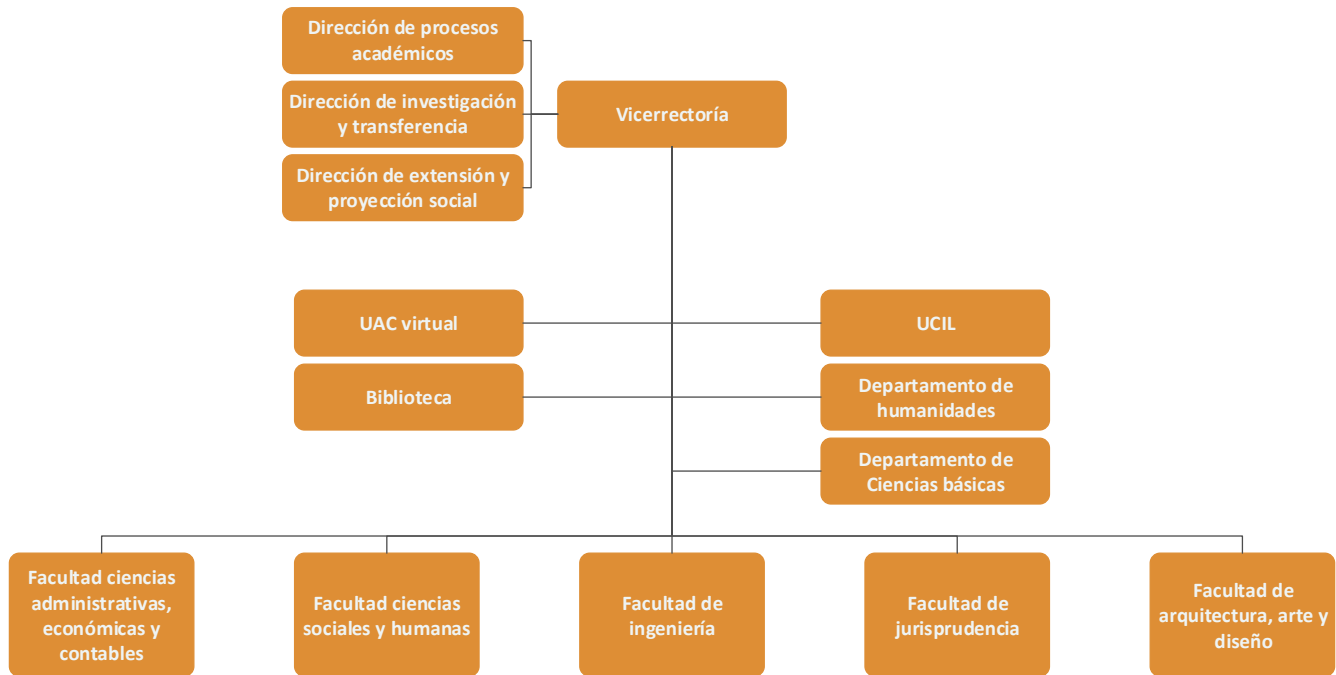 Dirección de procesos
académicos
Dirección de investigación
y transferencia
Vicerrectoría
Dirección de extensión y
proyección social
UAC virtual
UCIL
Biblioteca
Departamento de
humanidades
Departamento de
Ciencias básicas
Facultad ciencias
administrativas,
económicas y
contables
Facultad ciencias
sociales y humanas
Facultad de
ingeniería
Facultad de
jurisprudencia
Facultad de
arquitectura, arte y
diseño